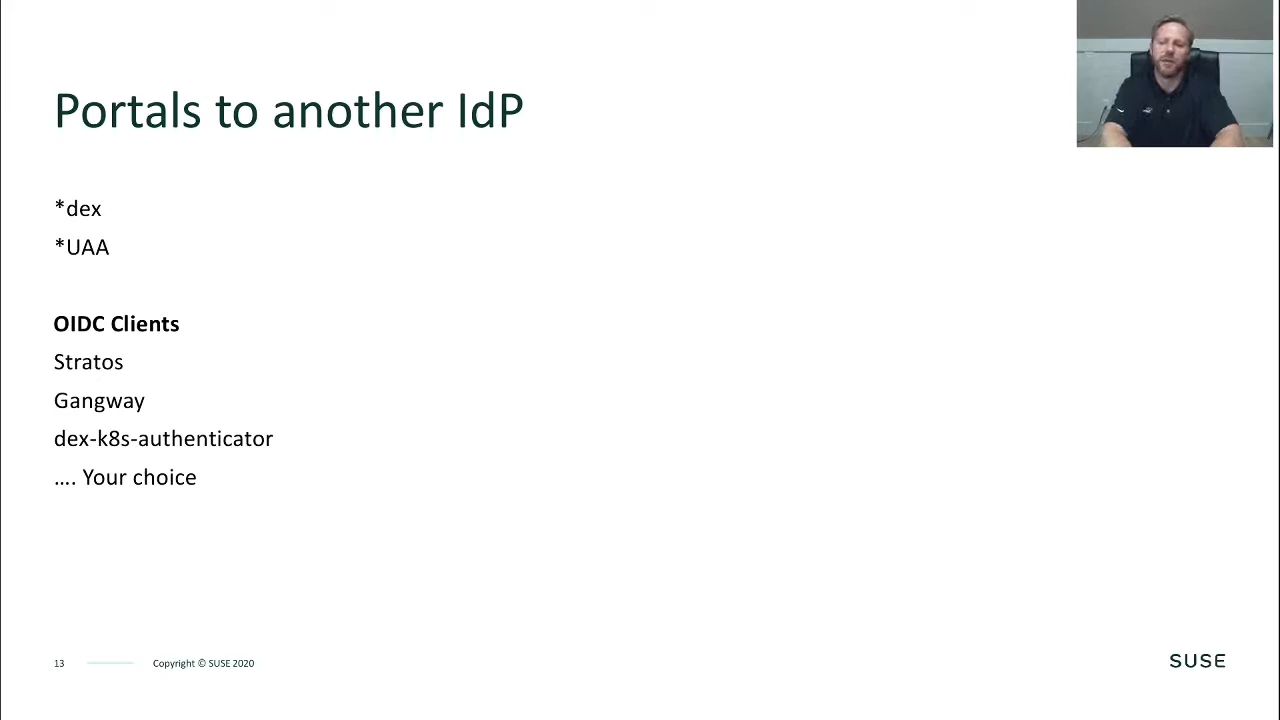 Portals to another IdP
*dex
*UAA
OIDC Clients
Stratos
Gangway
dex-k8s-authenticator
.... Your choice
13
Copyright © SUSE 2020
SUSE